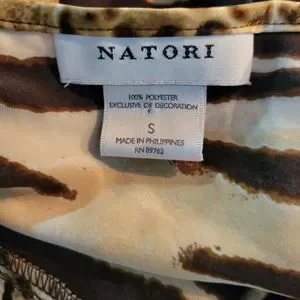 NATORI
100% POLYESTER
EXCLUSIVE OF DECORATION
S
MADE IN PHILIPPINES
RN 89782